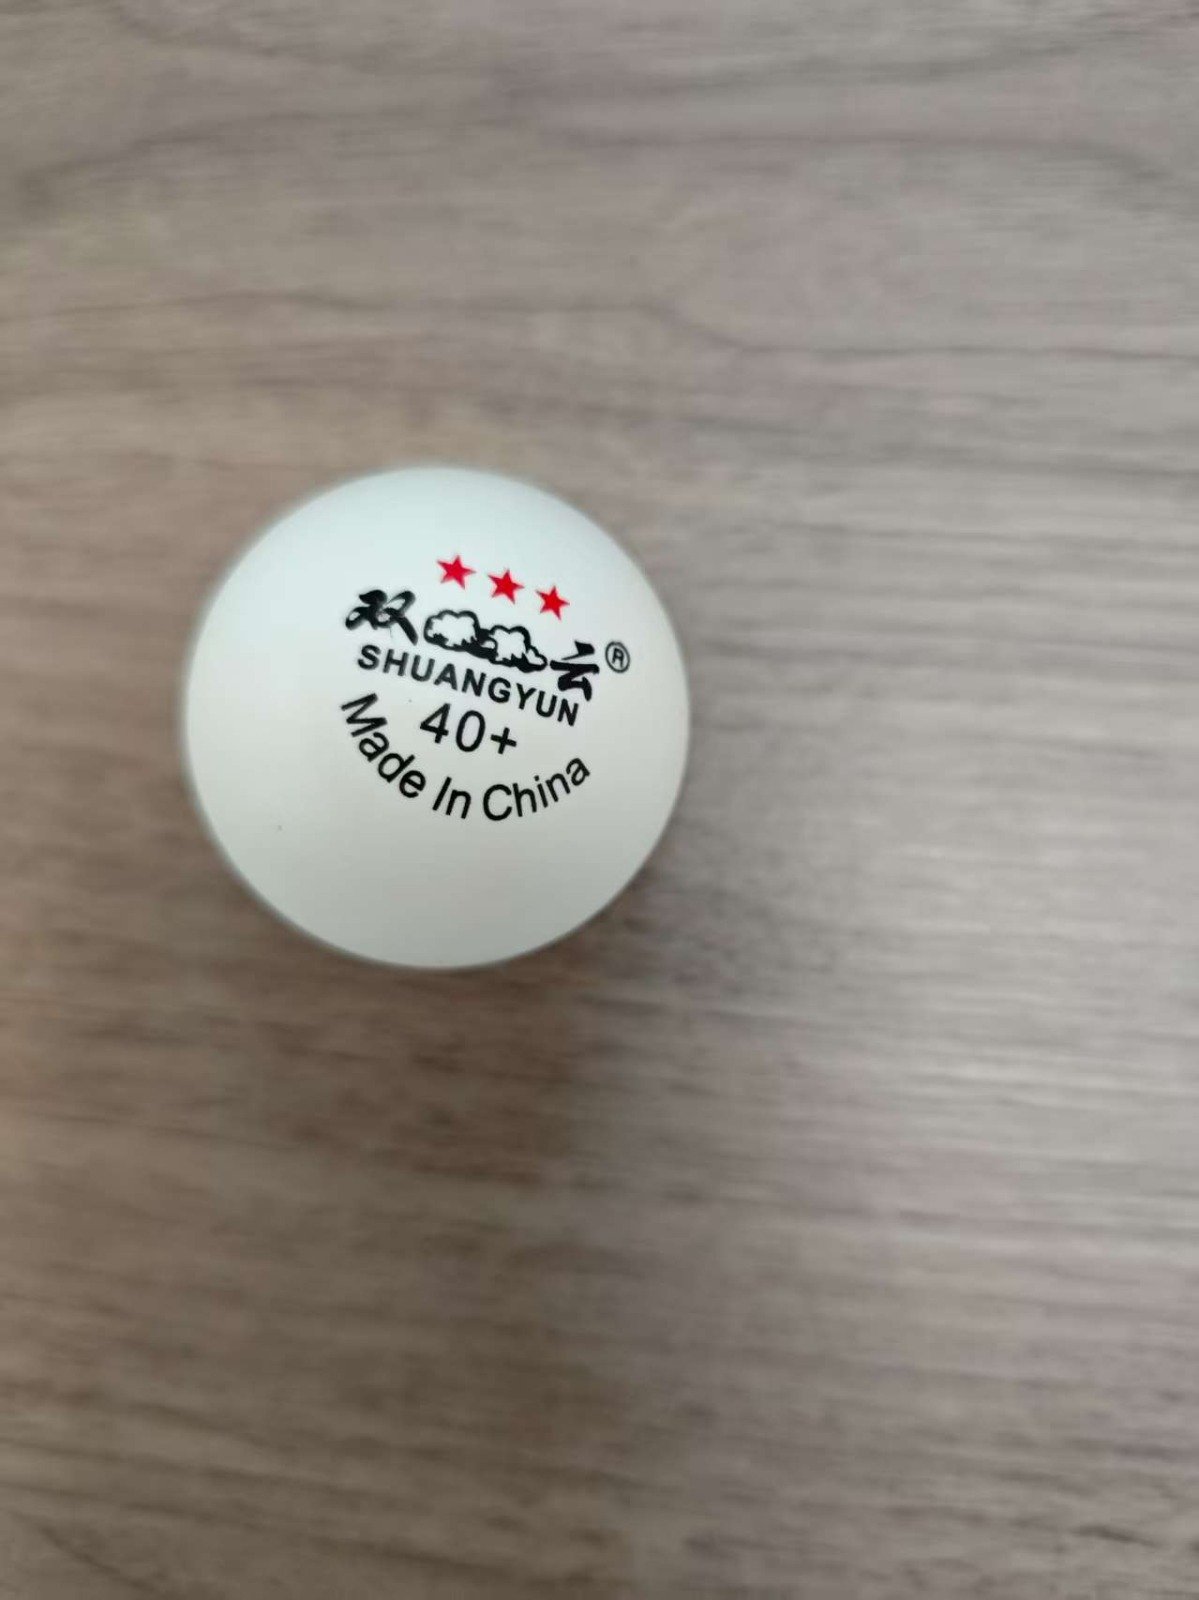 双 云®
SHUANGYUN
40+
Made In China